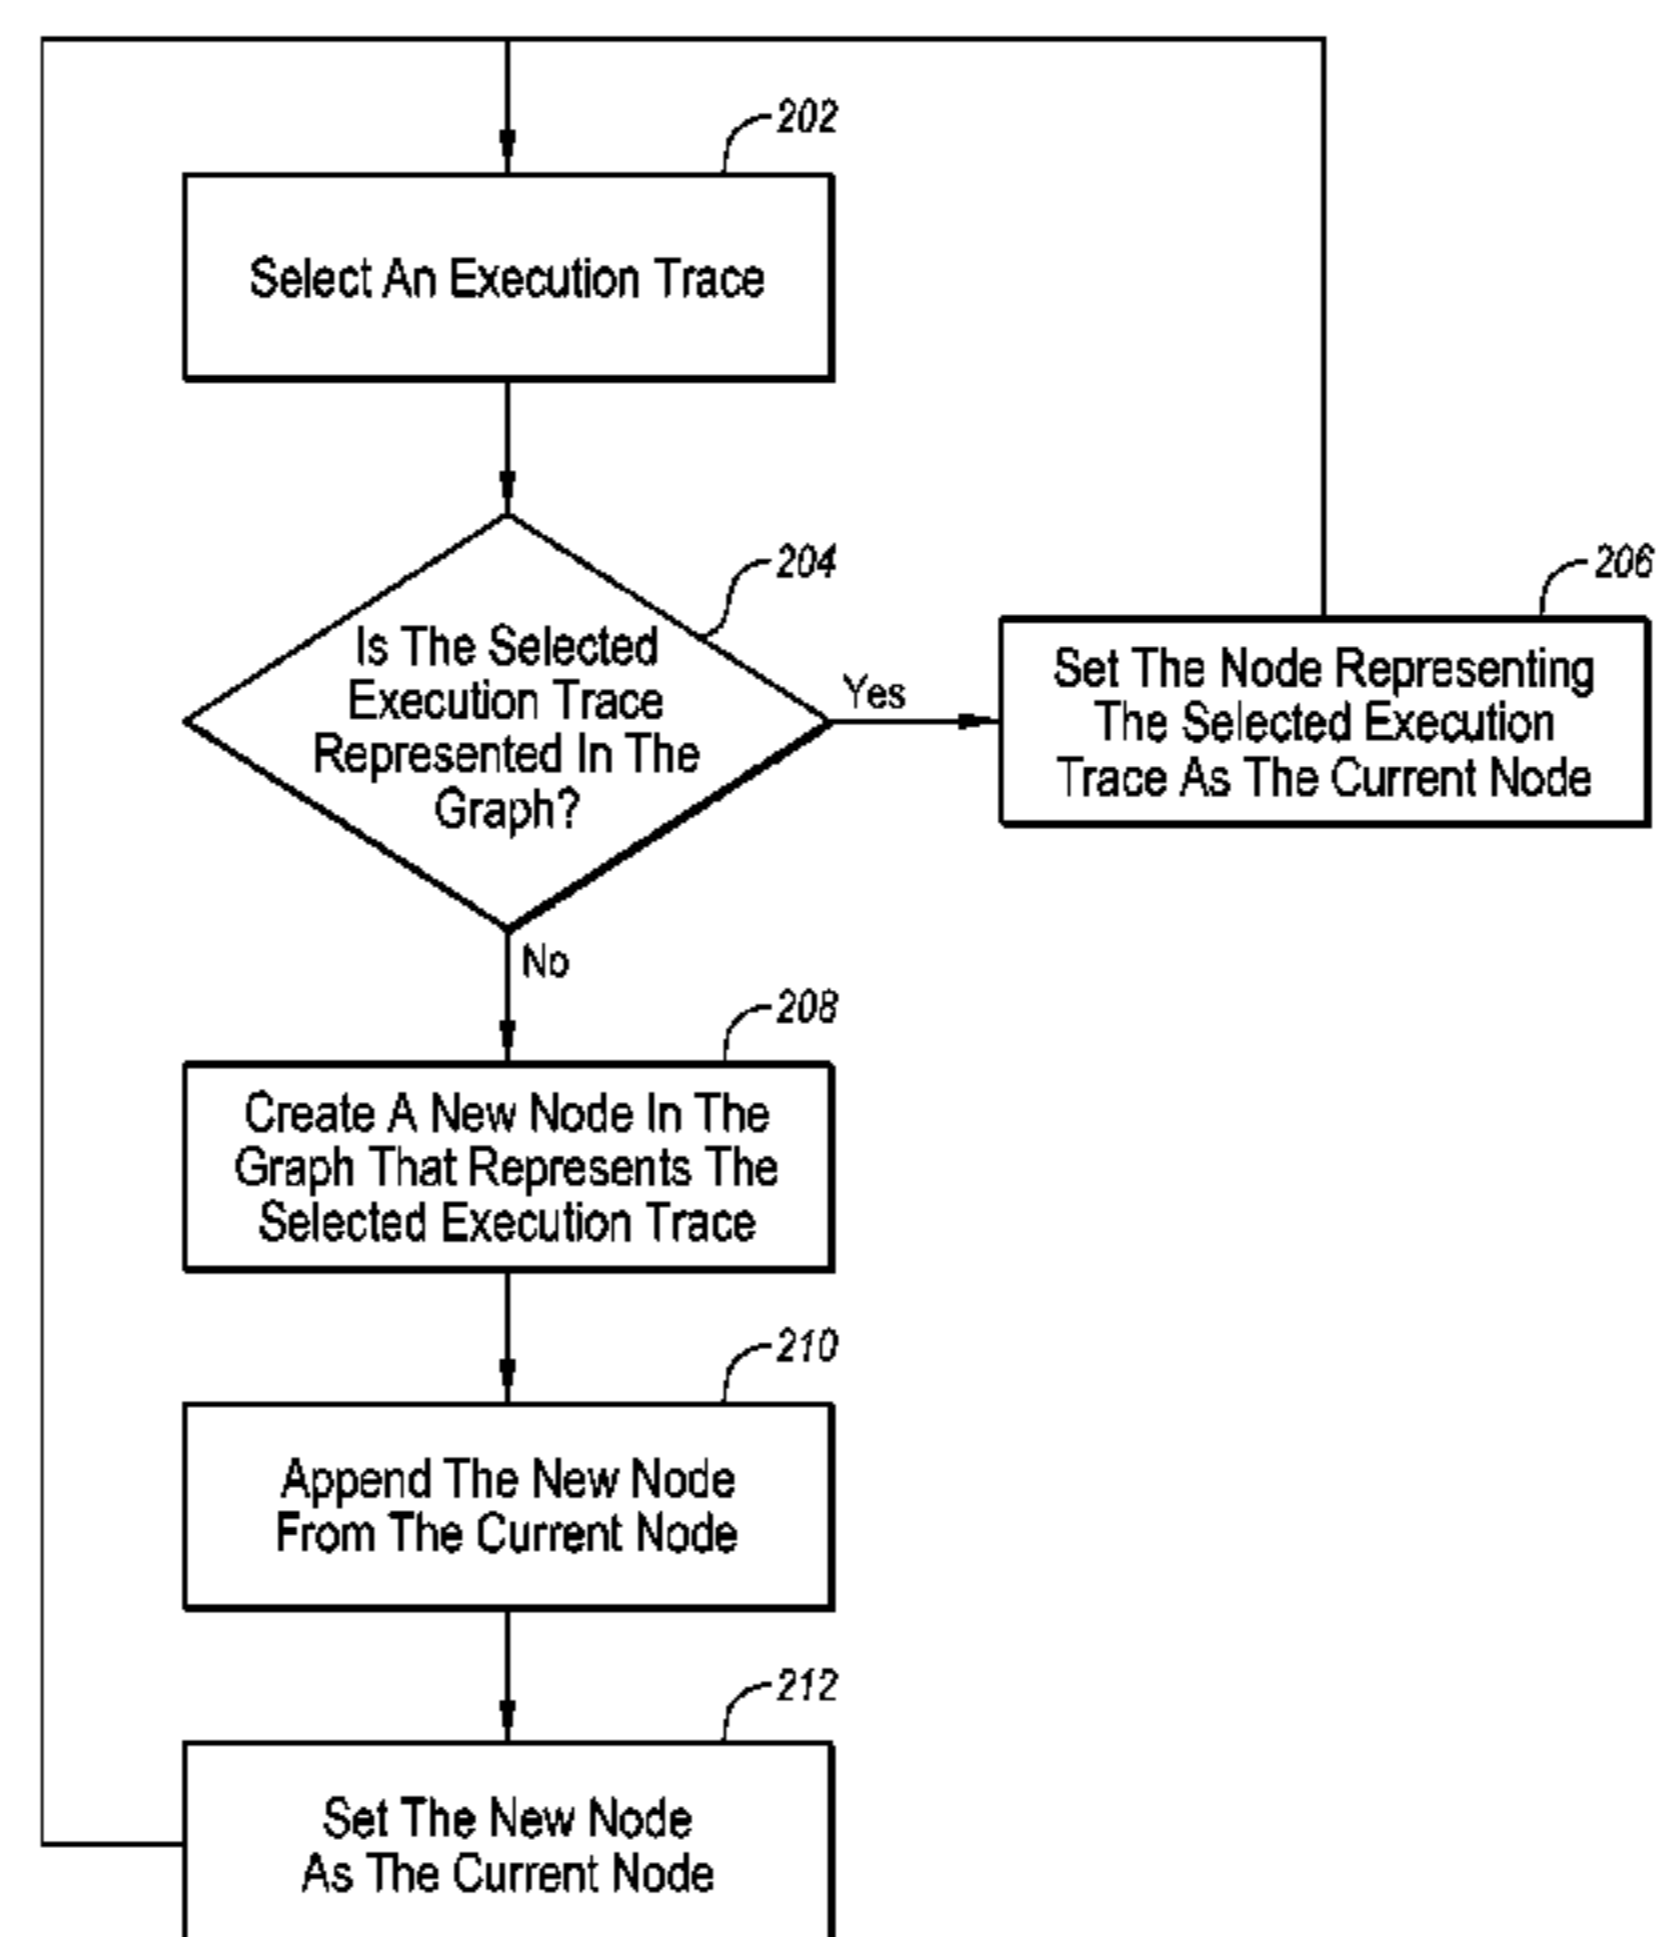 202
Select An Execution Trace
204
Is The Selected
Execution Trace
Represented In The
Graph?
Yes
206
Set The Node Representing
The Selected Execution
Trace As The Current Node
No
208
Create A New Node In The
Graph That Represents The
Selected Execution Trace
210
Append The New Node
From The Current Node
212
Set The New Node
As The Current Node